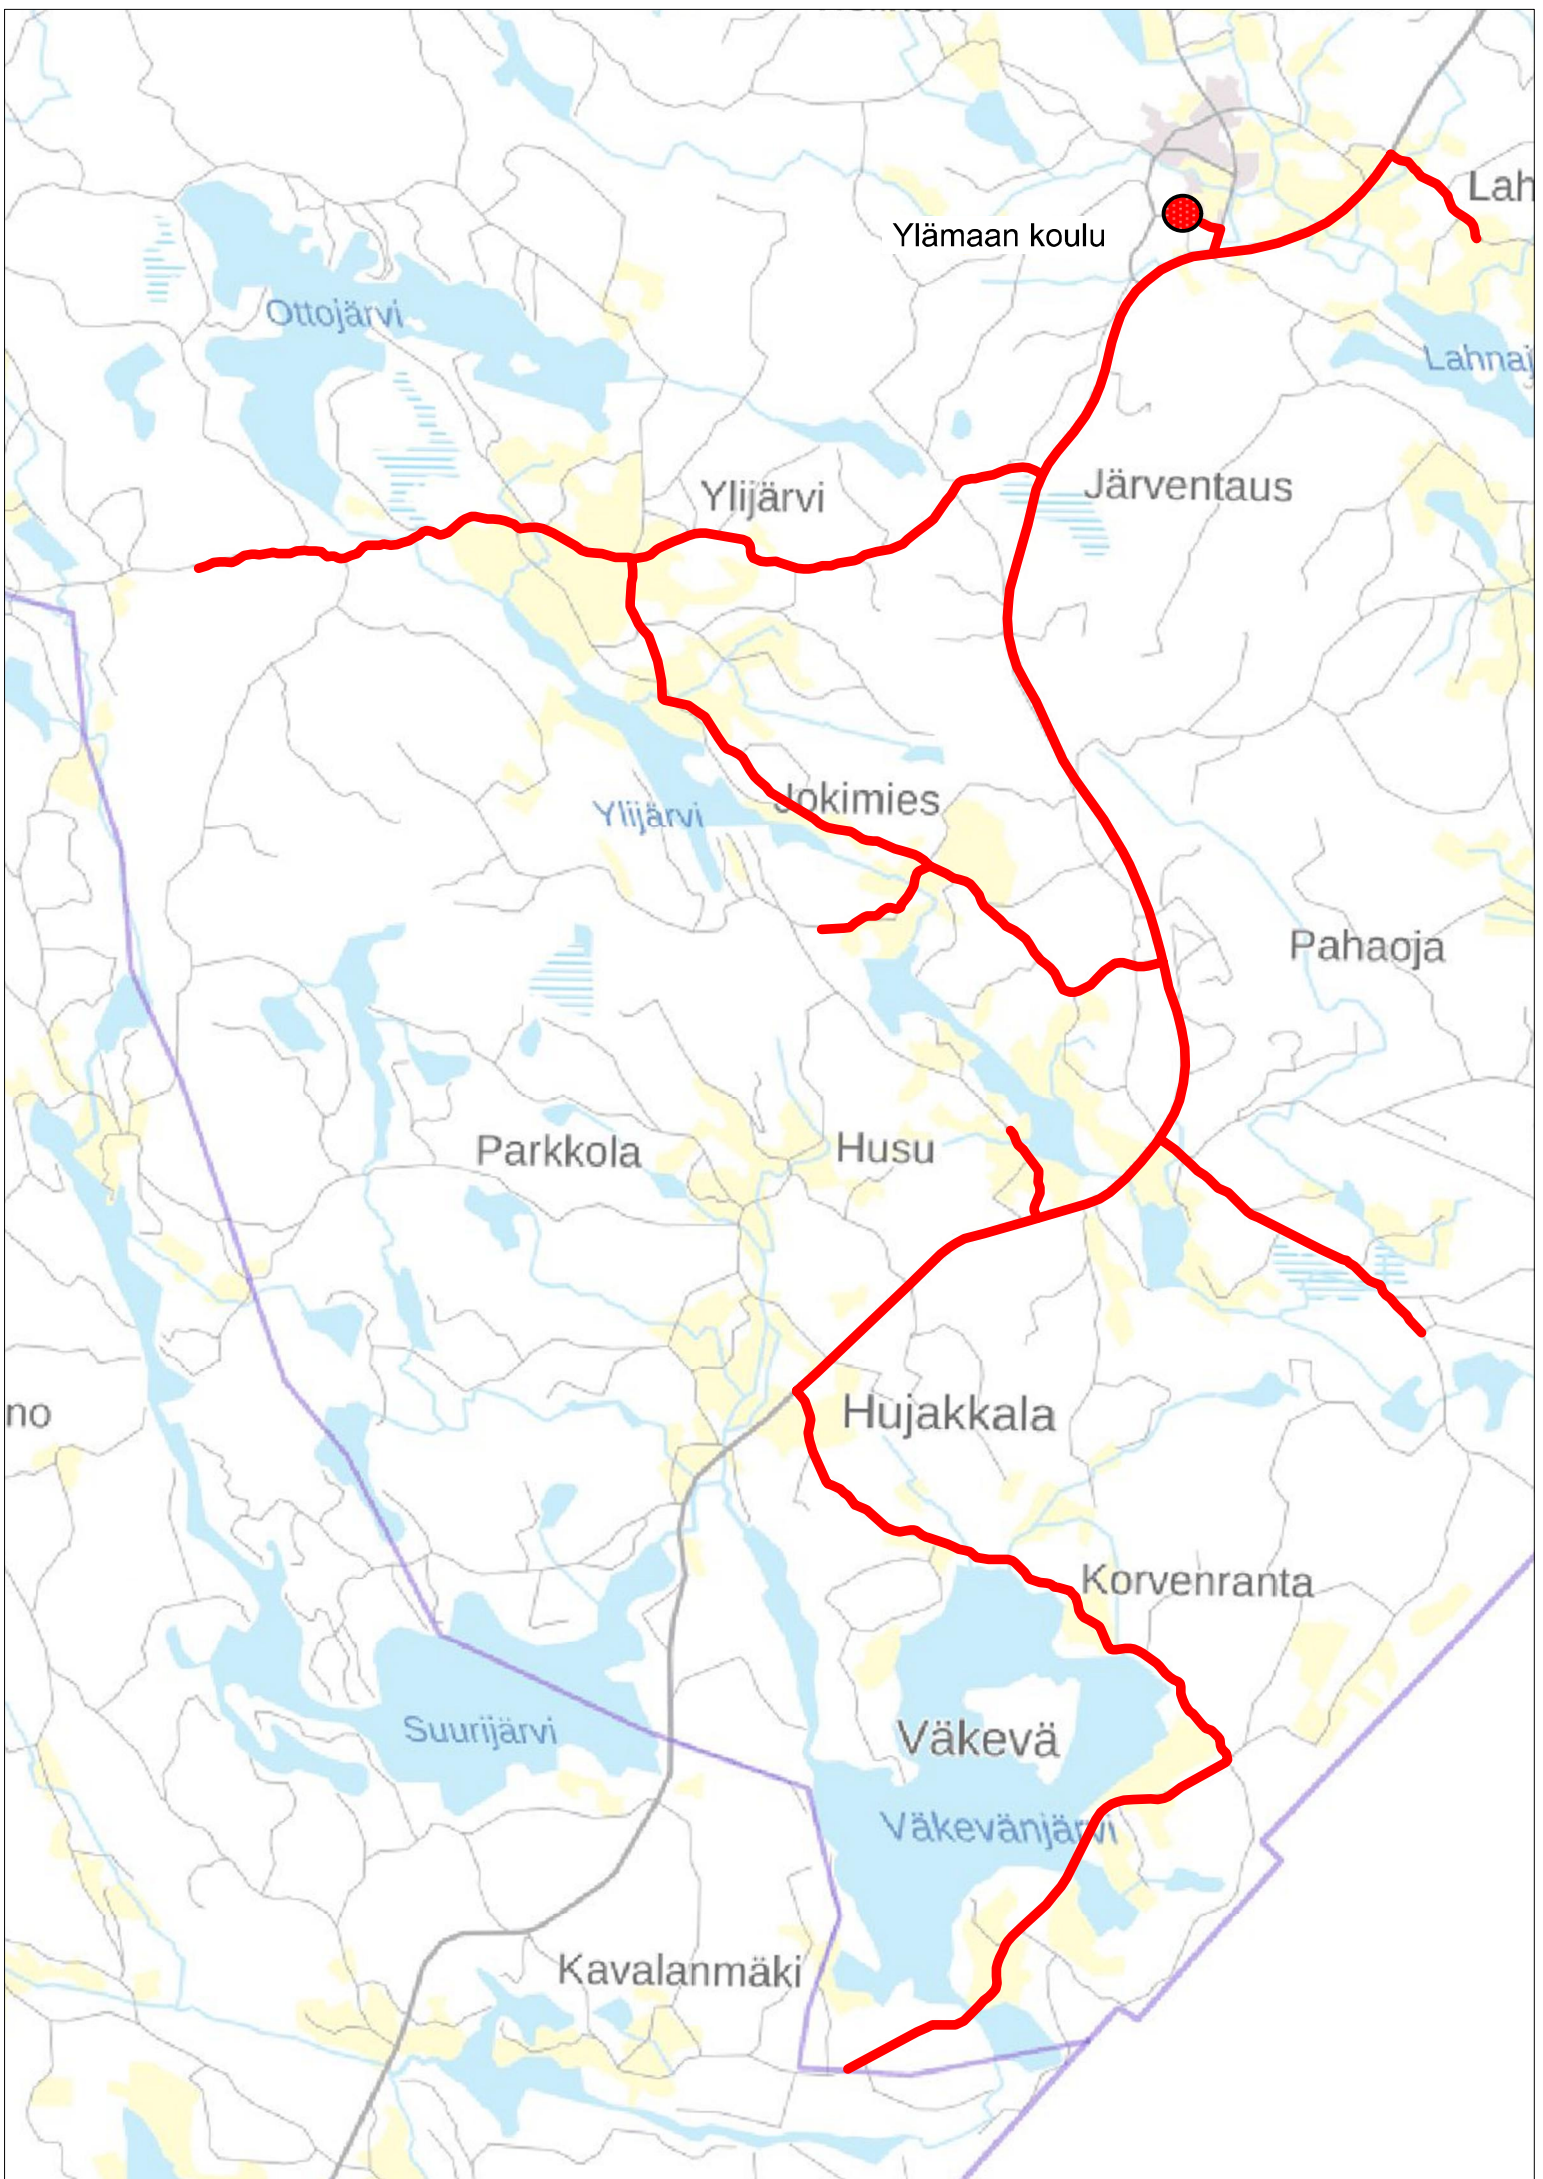 Lah
Ylämaan koulu
Ottojärvi
Lahnaj
Ylijärvi
Järventaus
Jokimies
Ylijärvi
Pahaoja
Parkkola
Husu
no
Hujakkala
Korvenranta
Suurijärvi
Väkevä
Väkevänjärvi
Kavalanmäki